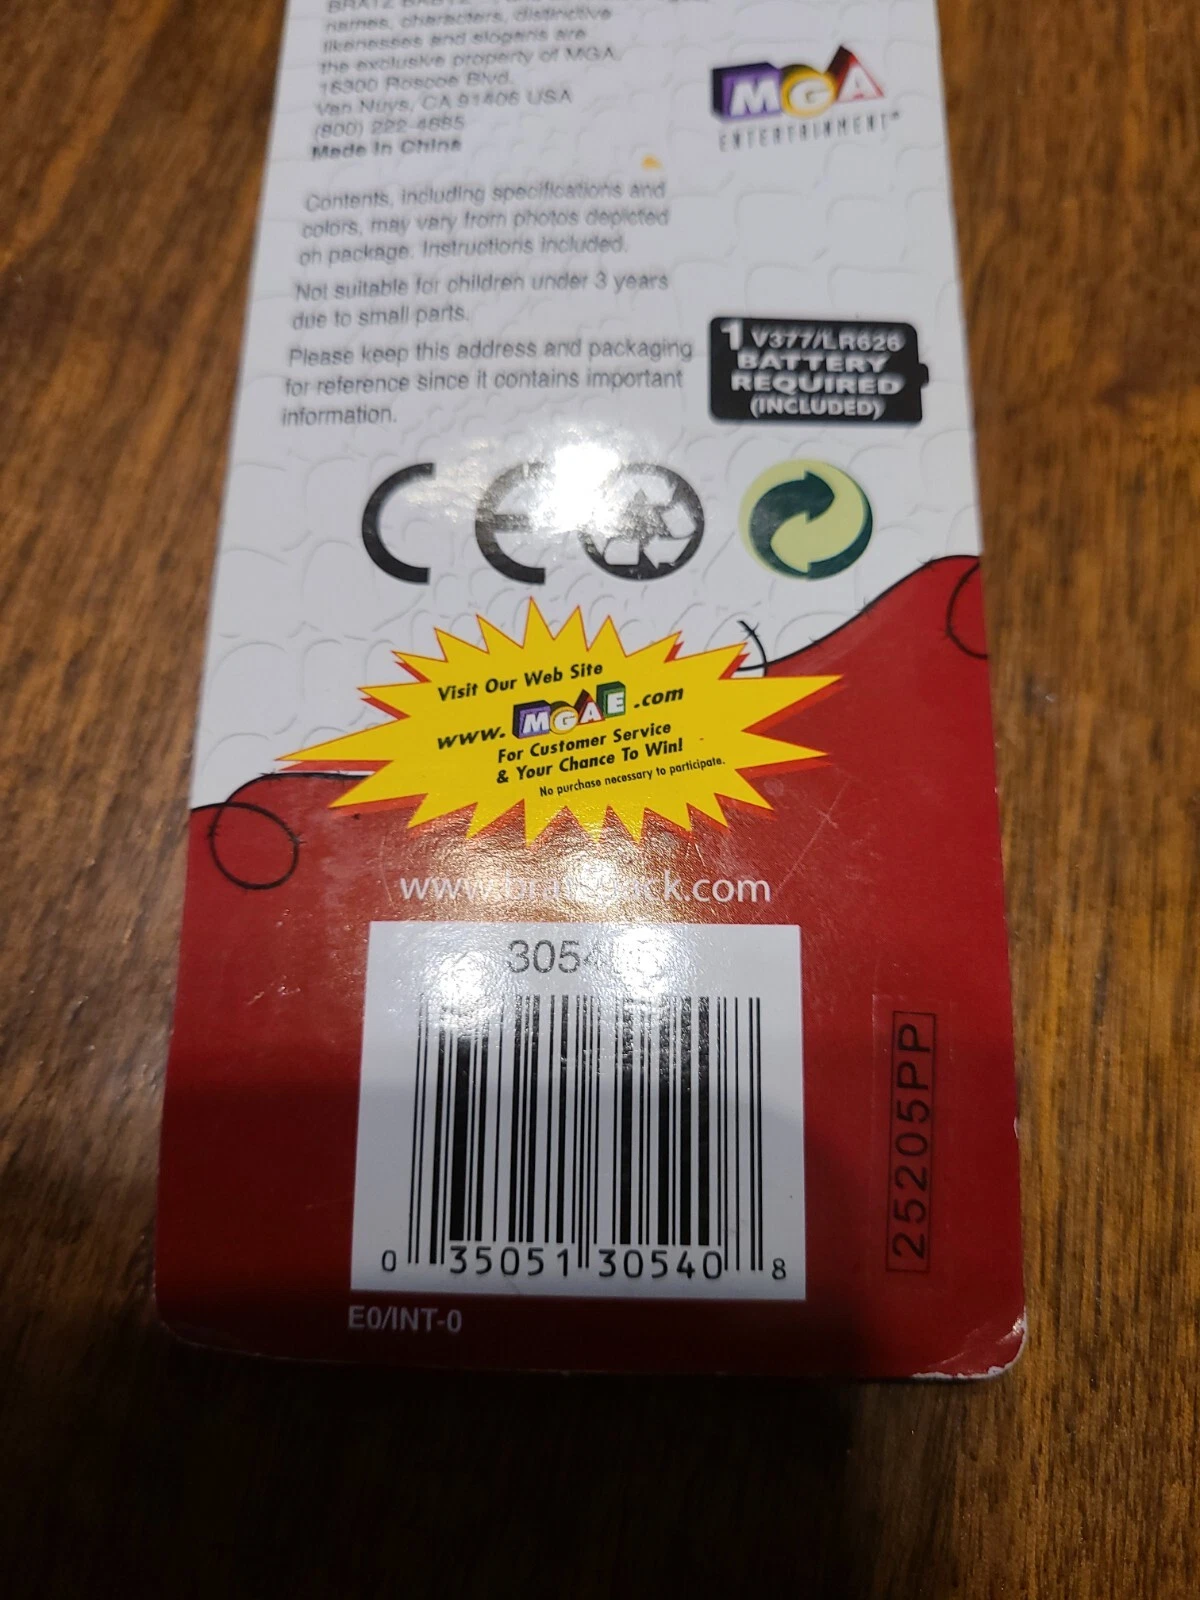 names, characters, distinctive
likenesses and slogans are
the exclusive property of MGA.
16300 Roscoe Blvd.
Van Nuys, CA 91406 USA
(800) 222-4685
Made in China
MGA
ENTERTAINMENT™
Contents, including specifications and
colors, may vary from photos depicted
on package. Instructions included.
Not suitable for children under 3 years
due to small parts.
Please keep this address and packaging
for reference since it contains important
information.
1 V377/LR626
BATTERY
REQUIRED
(INCLUDED)
CE
Visit Our Web Site
www.MGAE.com
For Customer Service
& Your Chance To Win!
No purchase necessary to participate.
0 35051 30540 8
E0/INT-0
25205PP